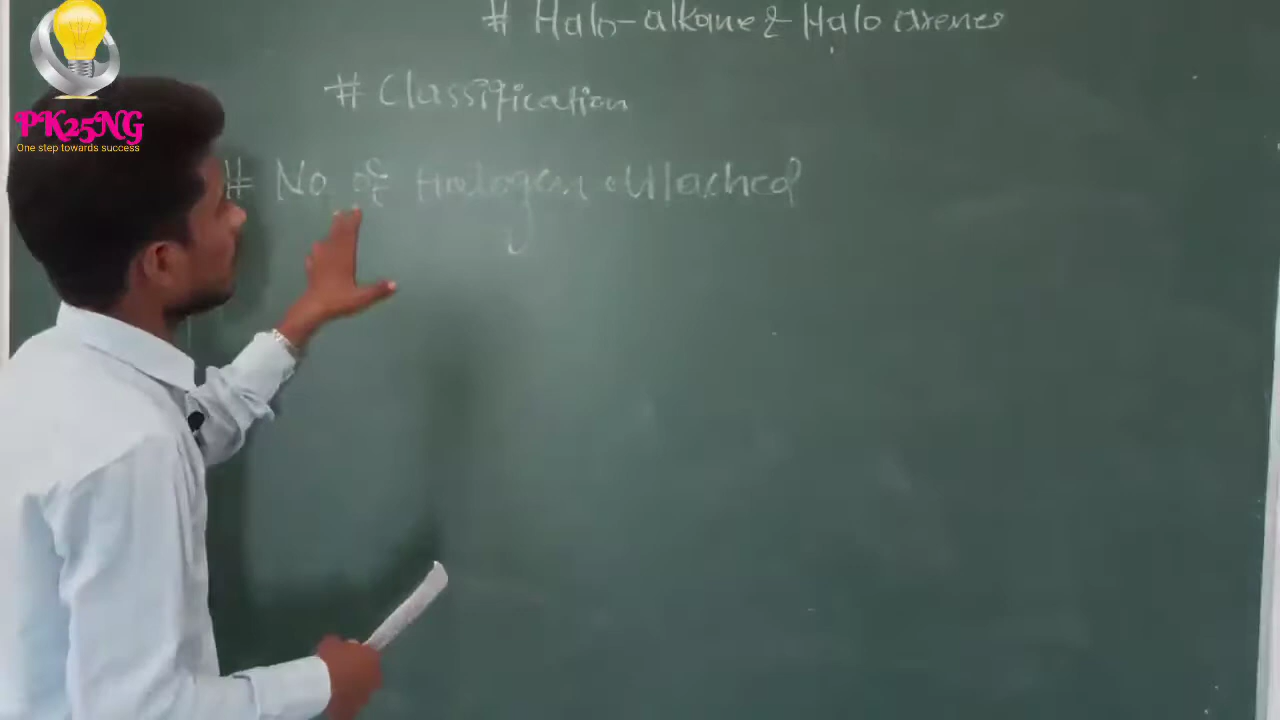 # Halo-alkane & Halo arenes
# Classification
# No of Halogen attached
PK25NG
One step towards success